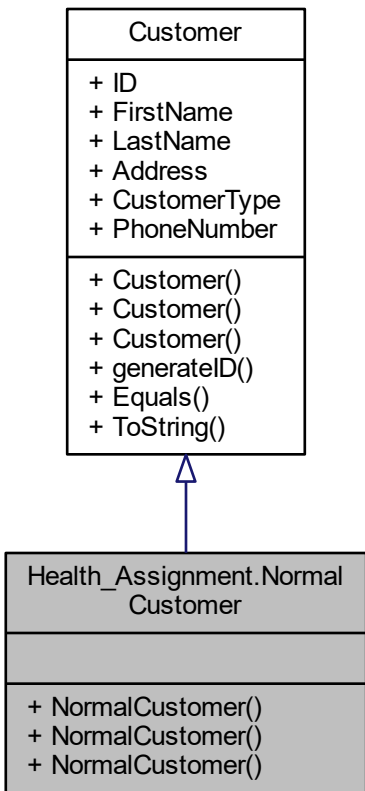 Customer
+ ID
+ FirstName
+ LastName
+ Address
+ CustomerType
+ PhoneNumber
+ Customer()
+ Customer()
+ Customer()
+ generateID()
+ Equals()
+ ToString()
Health_Assignment.Normal
Customer
+ NormalCustomer()
+ NormalCustomer()
+ NormalCustomer()